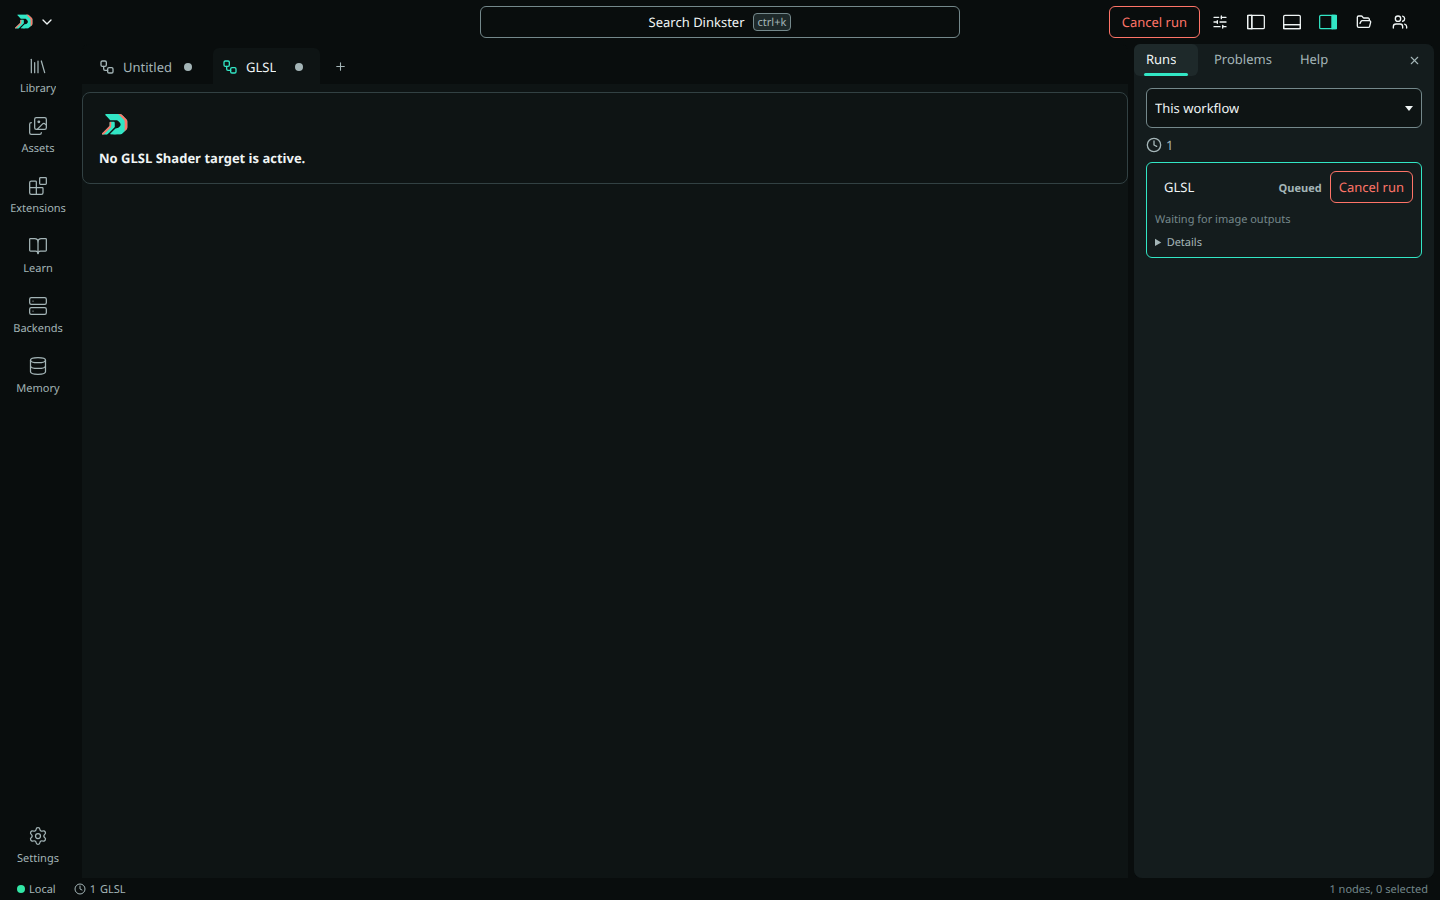 Search Dinkster ctrl+k
Cancel run
Library
Assets
Extensions
Learn
Backends
Memory
Settings
Untitled
GLSL
No GLSL Shader target is active.
Runs Problems Help
This workflow
1
GLSL Queued Cancel run
Waiting for image outputs
Details
Local 1 GLSL
1 nodes, 0 selected